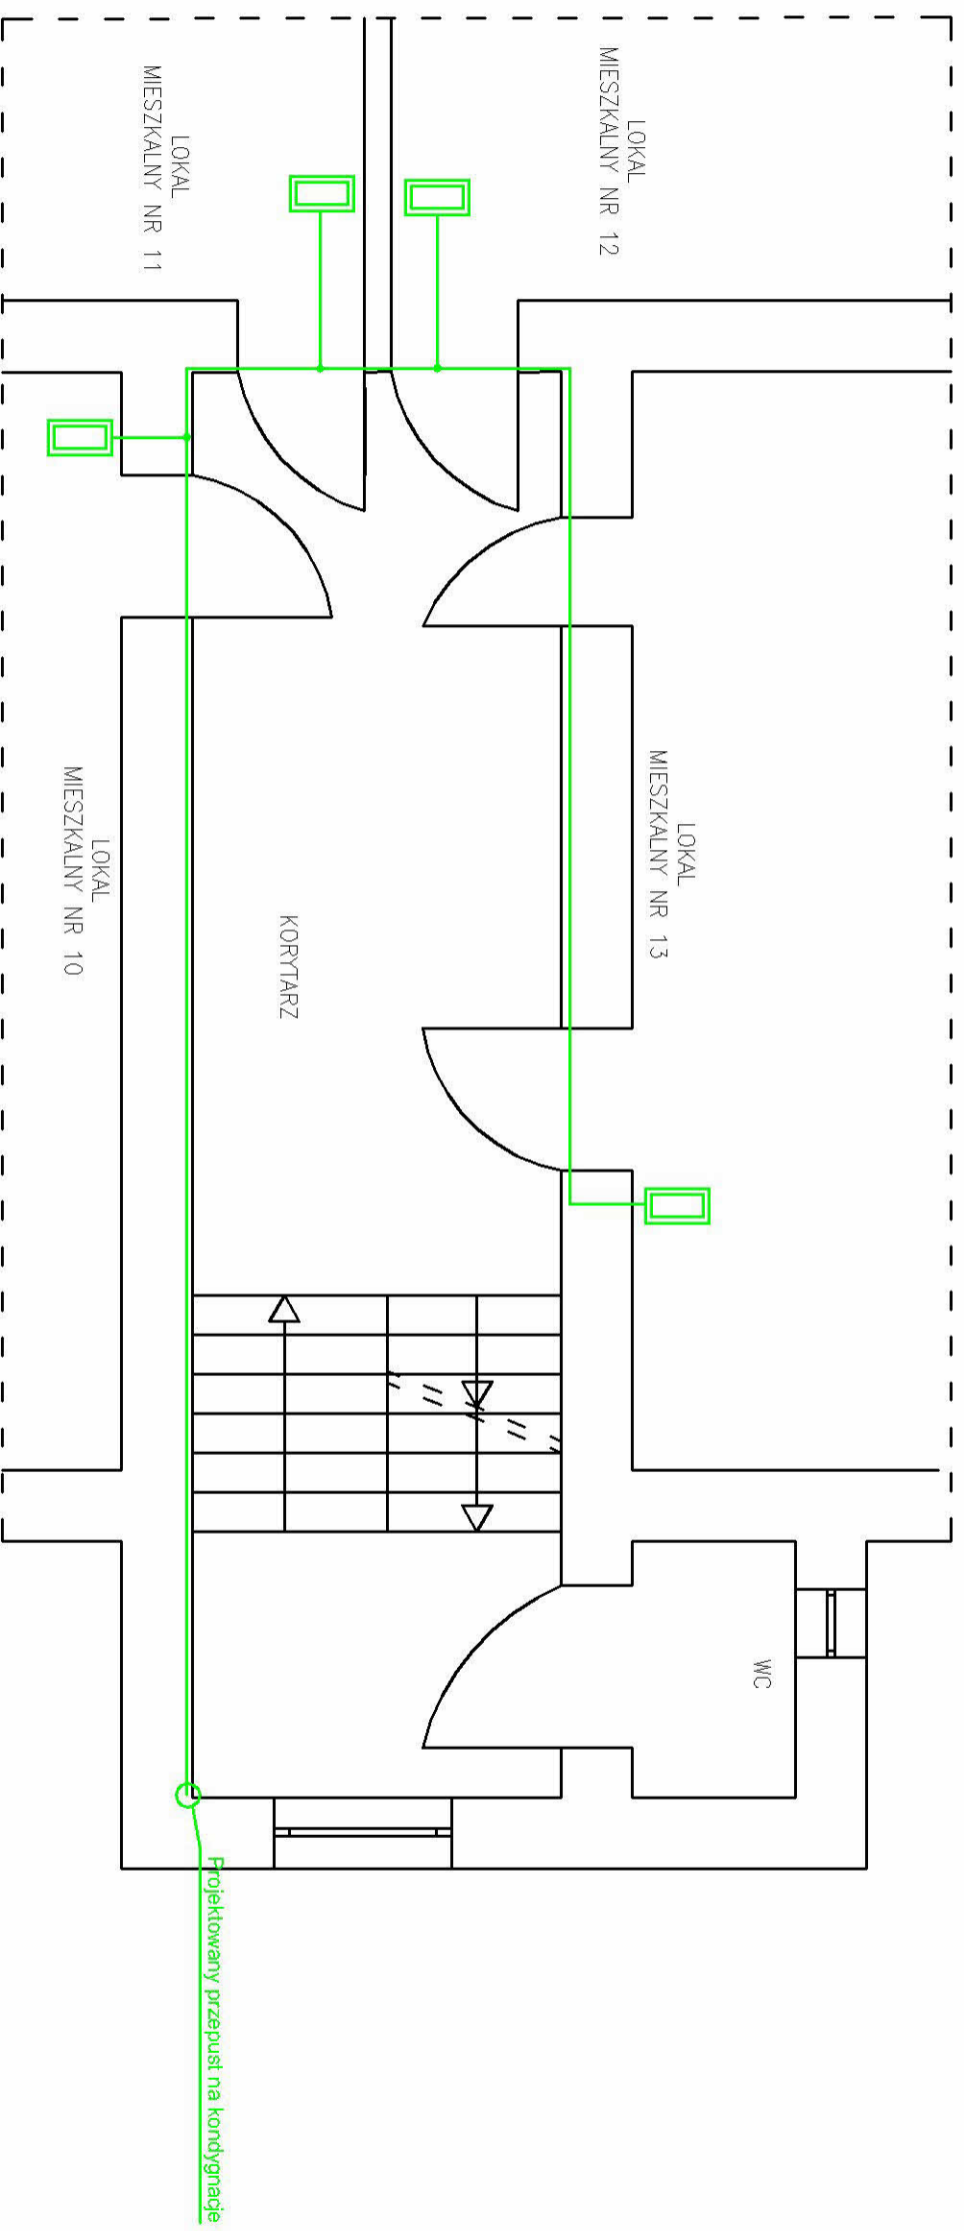 LOKAL
MIESZKALNY NR 12
LOKAL
MIESZKALNY NR 11
LOKAL
MIESZKALNY NR 13
LOKAL
MIESZKALNY NR 10
KORYTARZ
WC
Projektowany przepust na kondygnacje